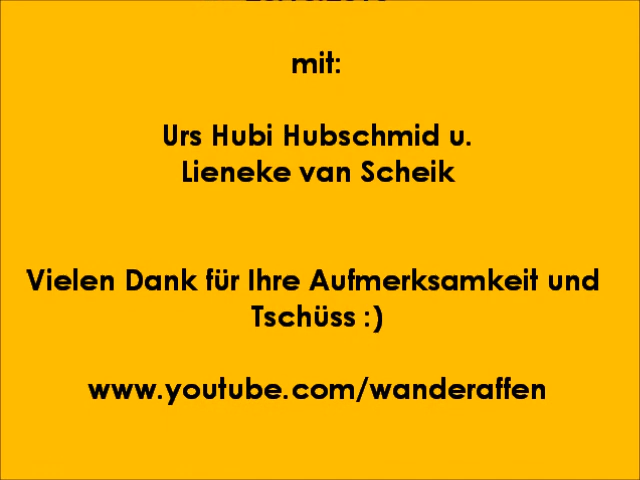 mit:
Urs Hubi Hubschmid u.
Lieneke van Scheik
Vielen Dank für Ihre Aufmerksamkeit und
Tschüss :)
www.youtube.com/wanderaffen